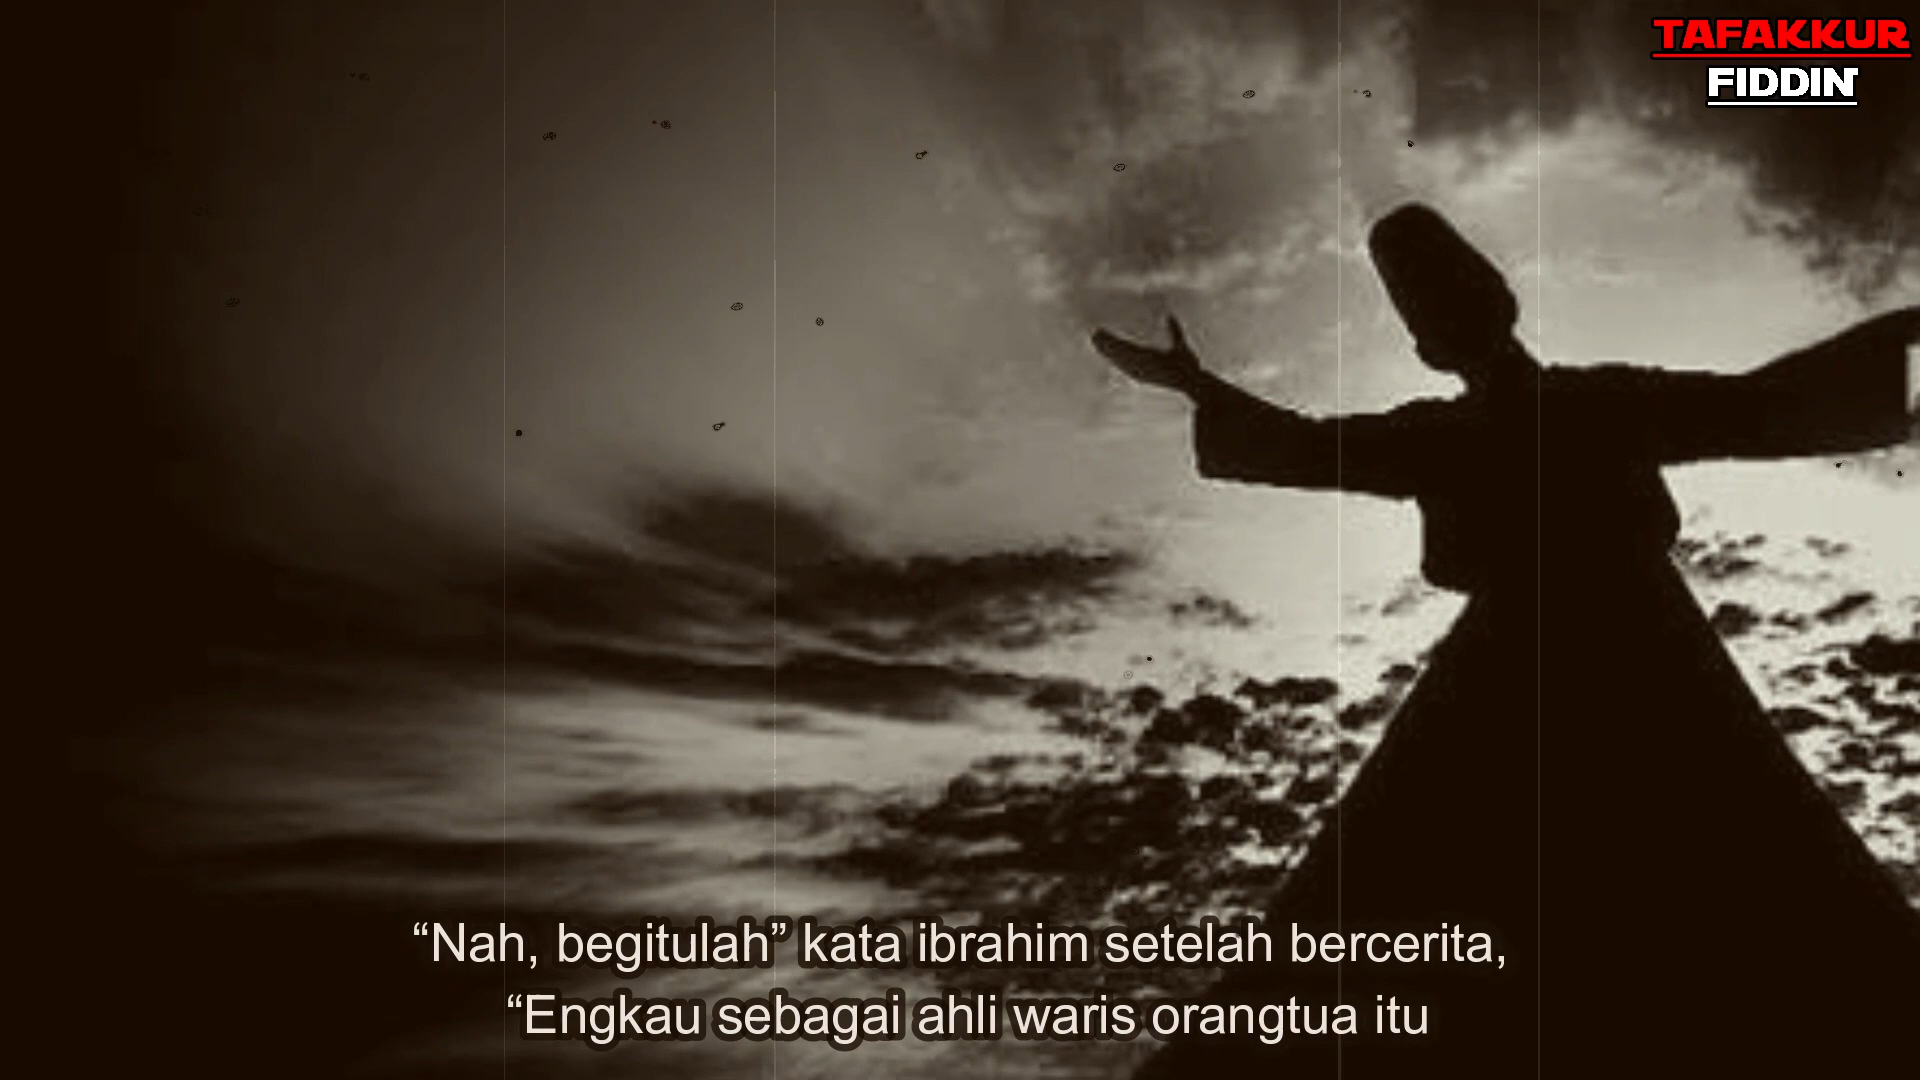 TAFAKKUR
FIDDIN
“Nah, begitulah” kata ibrahim setelah bercerita,
“Engkau sebagai ahli waris orangtua itu